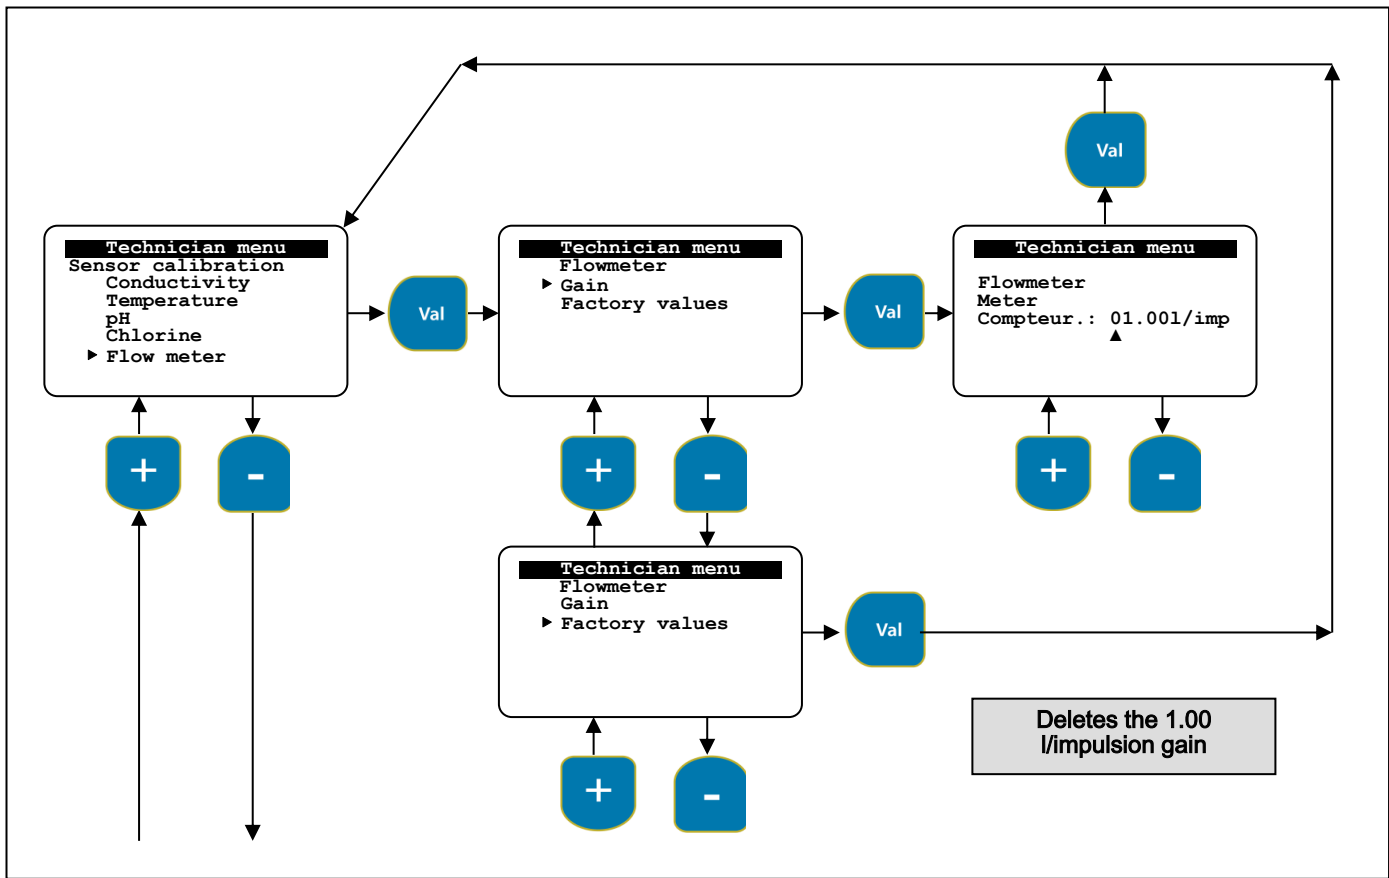 Val
Technician menu
Sensor calibration
Conductivity
Temperature
pH
Chlorine
▶ Flow meter
Val
Technician menu
Flowmeter
▶ Gain
Factory values
Val
Technician menu
Flowmeter
Meter
Compteur.: 01.00l/imp
▲
+
-
+
-
+
-
Technician menu
Flowmeter
Gain
▶ Factory values
Val
Deletes the 1.00
l/impulsion gain
+
-